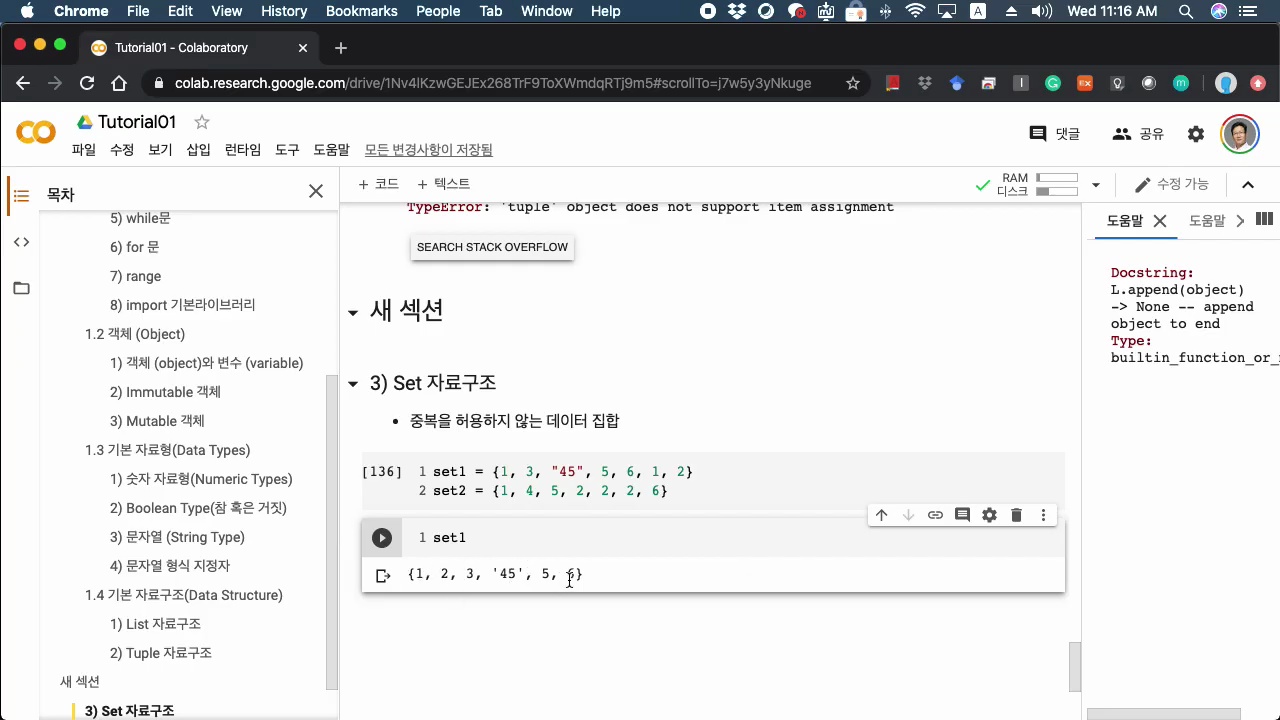 Chrome File Edit View History Bookmarks People Tab Window Help A Wed 11:16 AM
Tutorial01 - Colaboratory
colab.research.google.com/drive/1Nv4lKzwGEJEx268TrF9ToXWmdqRTj9m5#scrollTo=j7w5y3yNkuge
Tutorial01
파일 수정 보기 삽입 런타임 도구 도움말 모든 변경사항이 저장됨
댓글 공유
목차
+ 코드 + 텍스트
RAM
디스크
수정 가능
5) while문
6) for 문
7) range
8) import 기본라이브러리
1.2 객체 (Object)
1) 객체 (object)와 변수 (variable)
2) Immutable 객체
3) Mutable 객체
1.3 기본 자료형(Data Types)
1) 숫자 자료형(Numeric Types)
2) Boolean Type(참 혹은 거짓)
3) 문자열 (String Type)
4) 문자열 형식 지정자
1.4 기본 자료구조(Data Structure)
1) List 자료구조
2) Tuple 자료구조
새 섹션
3) Set 자료구조
TypeError: 'tuple' object does not support item assignment
SEARCH STACK OVERFLOW
새 섹션
3) Set 자료구조
• 중복을 허용하지 않는 데이터 집합
[136] 1 set1 = {1, 3, "45", 5, 6, 1, 2}
2 set2 = {1, 4, 5, 2, 2, 2, 6}
1 set1
{1, 2, 3, '45', 5, 6}
도움말 도움말
Docstring:
L.append(object)
-> None -- append
object to end
Type:
builtin_function_or_